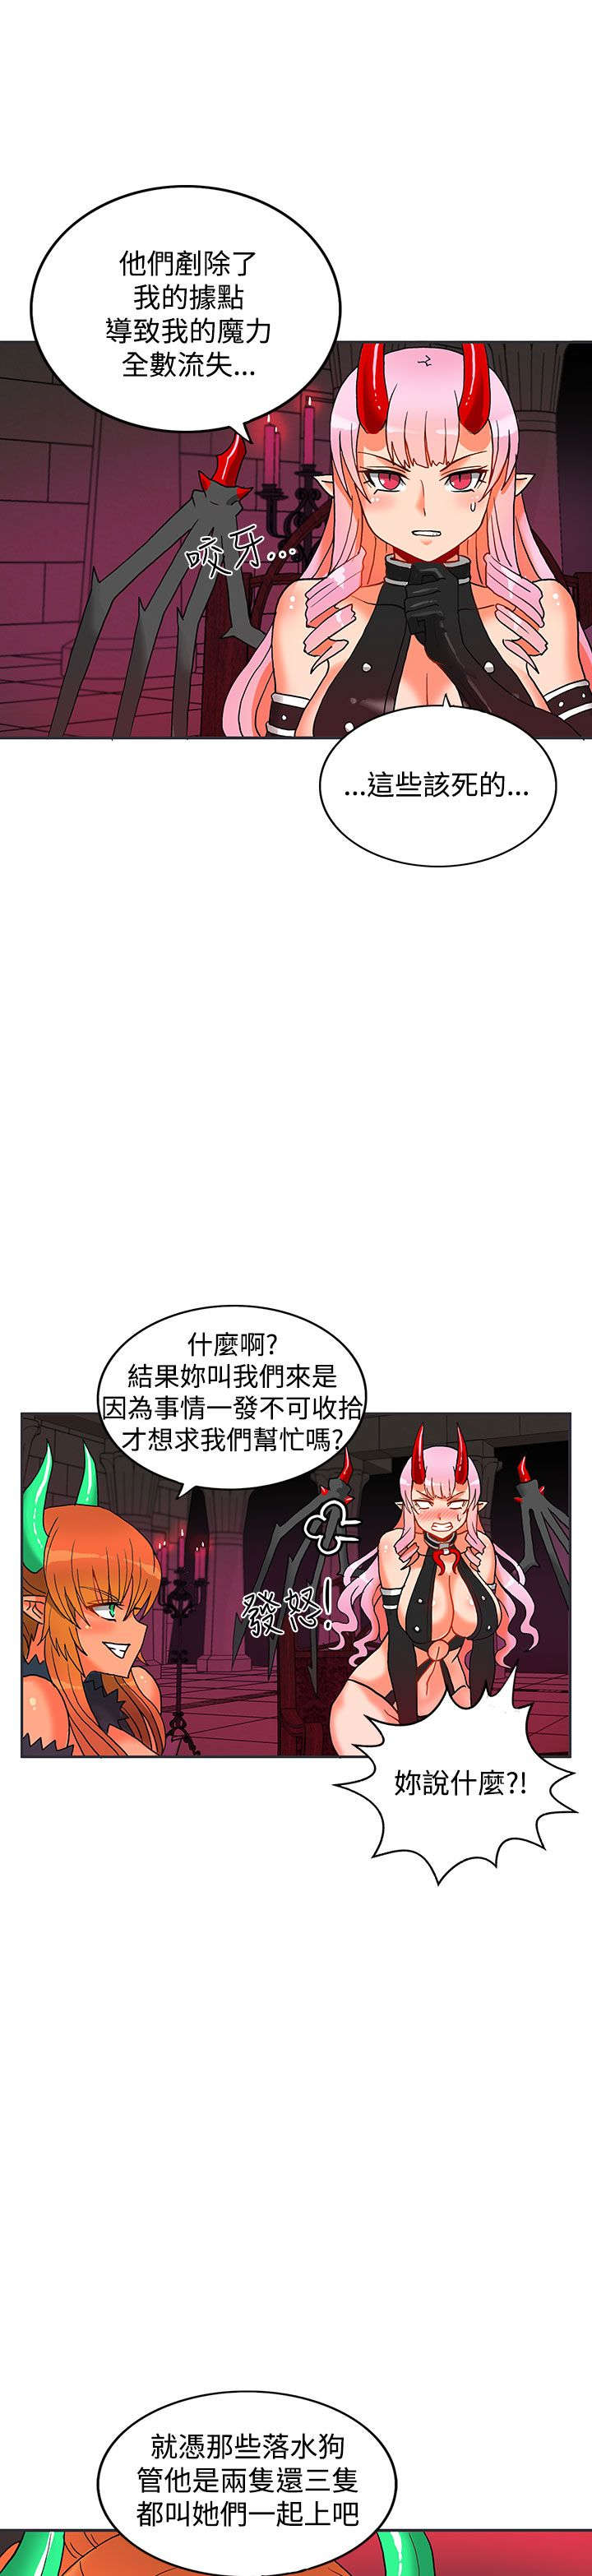 他們剷除了
我的據點
導致我的魔力
全數流失...
咬牙...
...這些該死的...
什麼啊?
結果妳叫我們來是
因為事情一發不可收拾
才想求我們幫忙嗎?
發怒!
妳說什麼?!
就憑那些落水狗
管他是兩隻還三隻
都叫她們一起上吧